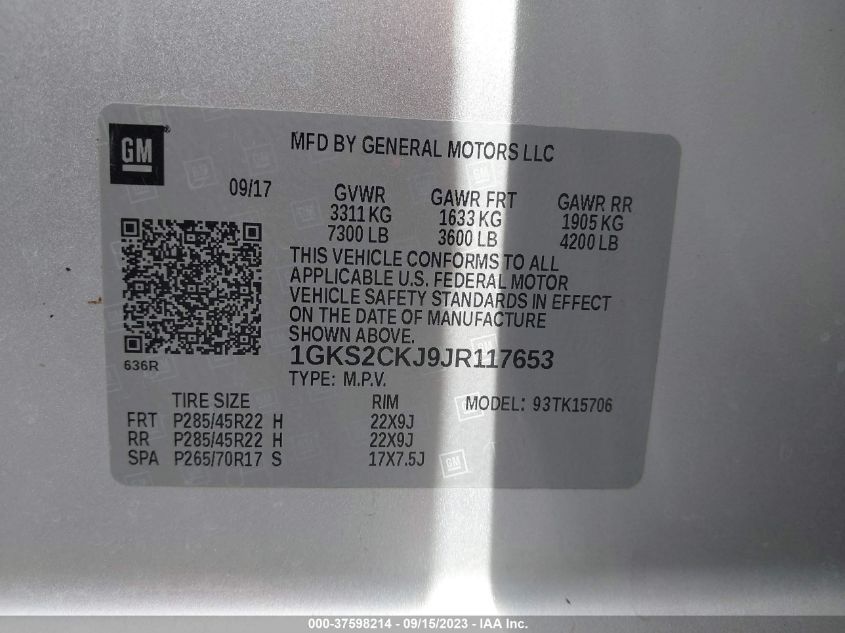 GM
MFD BY GENERAL MOTORS LLC
09/17
GVWR GAWR FRT GAWR RR
3311 KG 1633 KG 1905 KG
7300 LB 3600 LB 4200 LB
THIS VEHICLE CONFORMS TO ALL
APPLICABLE U.S. FEDERAL MOTOR
VEHICLE SAFETY STANDARDS IN EFFECT
ON THE DATE OF MANUFACTURE
SHOWN ABOVE.
636R
1GKS2CKJ9JR117653
TYPE: M.P.V.
TIRE SIZE RIM MODEL: 93TK15706
FRT P285/45R22 H 22X9J
RR P285/45R22 H 22X9J
SPA P265/70R17 S 17X7.5J
000-37598214 - 09/15/2023 - IAA Inc.